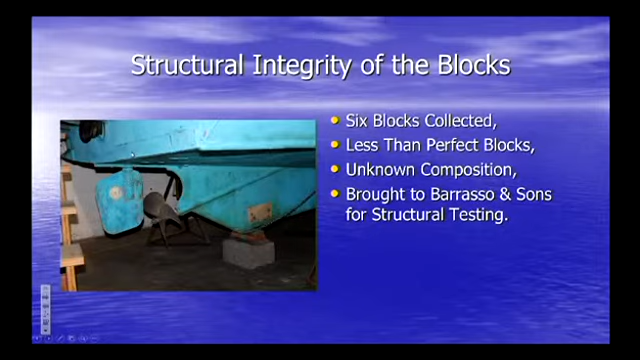 Structural Integrity of the Blocks
Six Blocks Collected,
Less Than Perfect Blocks,
Unknown Composition,
Brought to Barrasso & Sons
for Structural Testing.